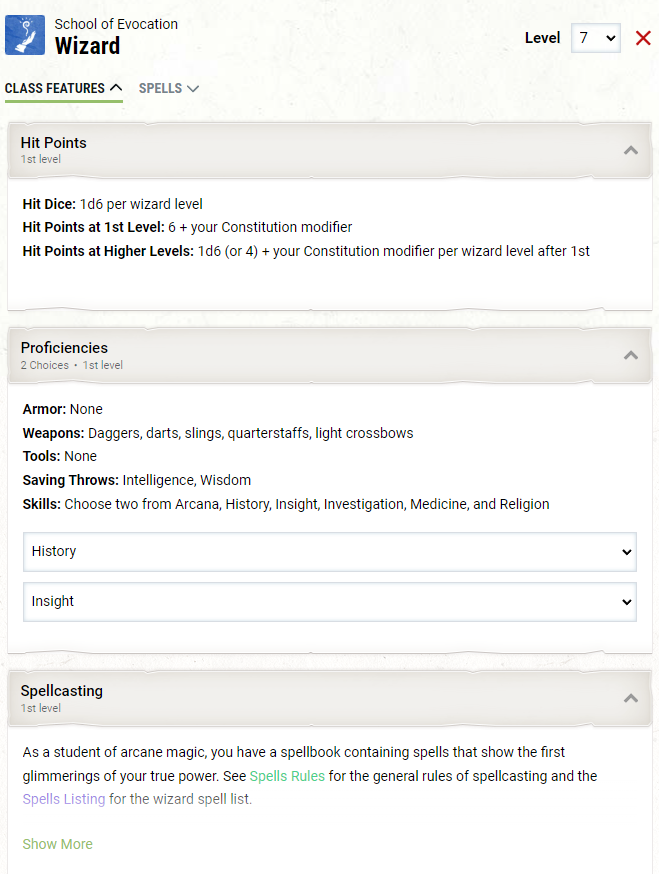 School of Evocation
Wizard
Level 7
CLASS FEATURES SPELLS
Hit Points
1st level
Hit Dice: 1d6 per wizard level
Hit Points at 1st Level: 6 + your Constitution modifier
Hit Points at Higher Levels: 1d6 (or 4) + your Constitution modifier per wizard level after 1st
Proficiencies
2 Choices • 1st level
Armor: None
Weapons: Daggers, darts, slings, quarterstaffs, light crossbows
Tools: None
Saving Throws: Intelligence, Wisdom
Skills: Choose two from Arcana, History, Insight, Investigation, Medicine, and Religion
History
Insight
Spellcasting
1st level
As a student of arcane magic, you have a spellbook containing spells that show the first
glimmerings of your true power. See Spells Rules for the general rules of spellcasting and the
Spells Listing for the wizard spell list.
Show More